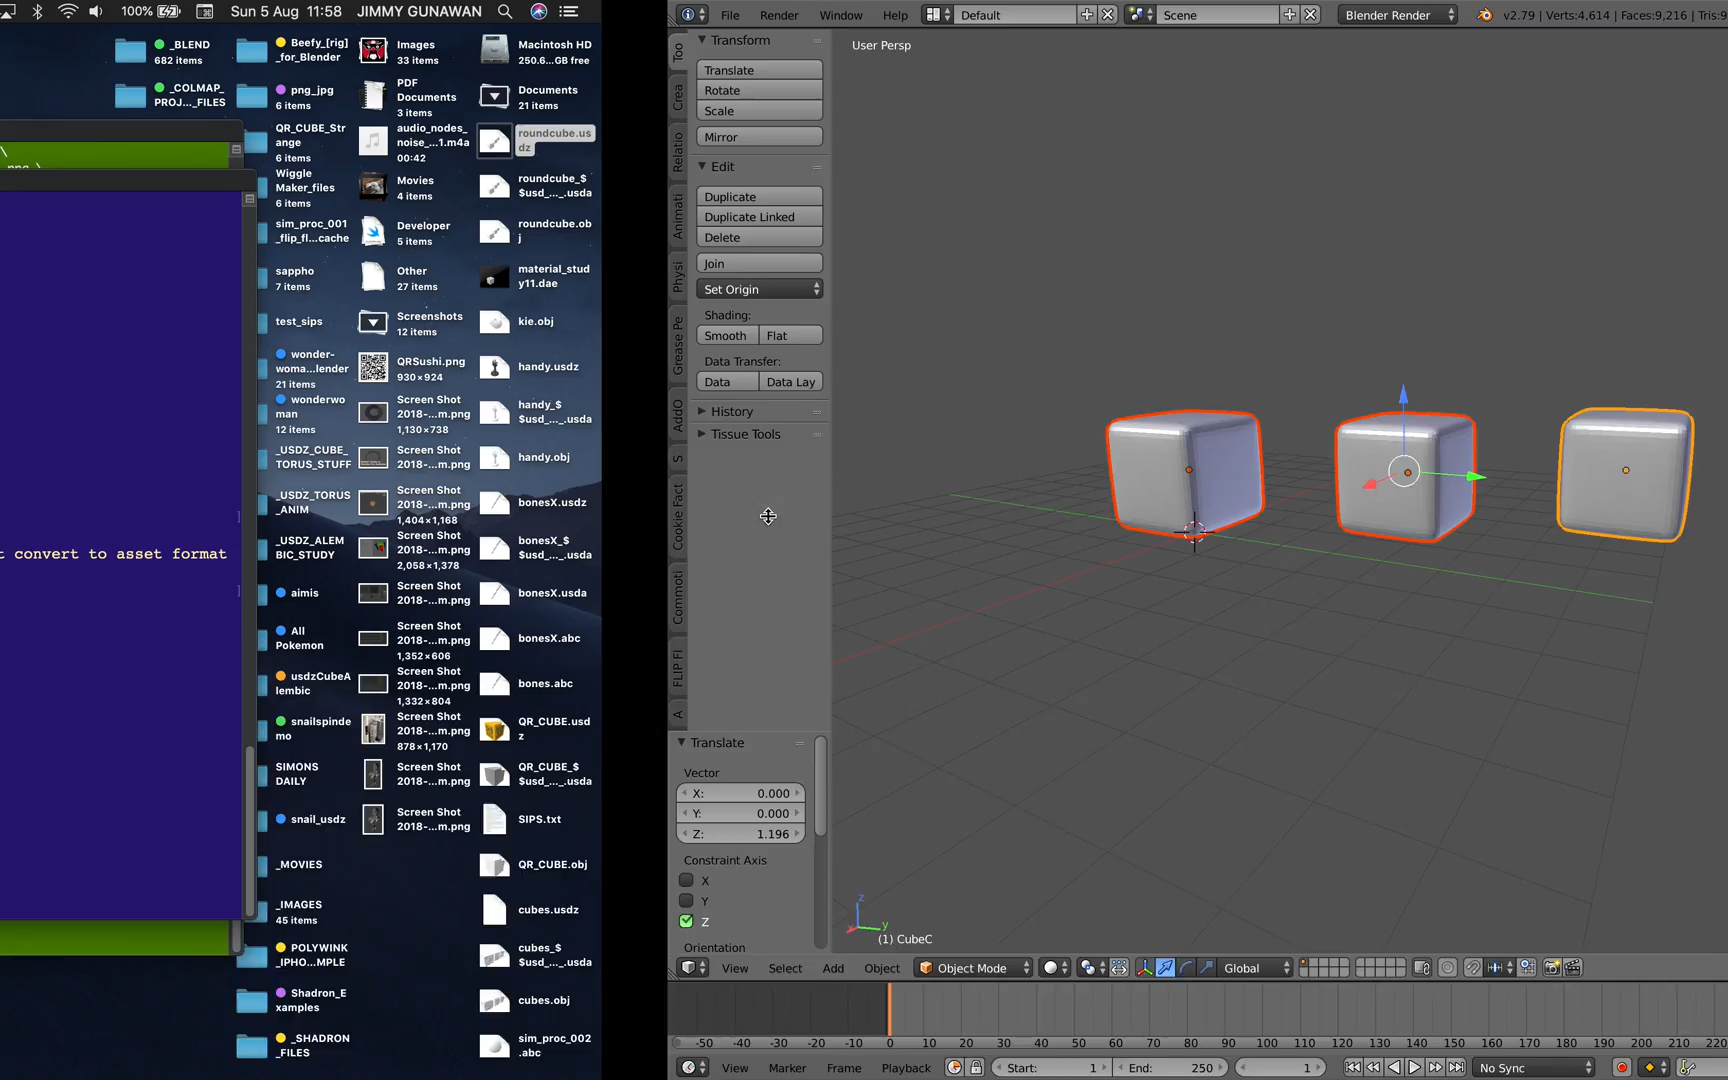 100%
Sun 5 Aug 11:58
JIMMY GUNAWAN
_BLEND
682 items
_COLMAP_
PROJ..._FILES
QR_CUBE_Str
ange
6 items
Wiggle
Maker_files
6 items
sim_proc_001
_flip_fl...cache
sappho
7 items
test_sips
wonder-
woma...lender
21 items
wonderwo
man
12 items
_USDZ_CUBE_
TORUS_STUFF
_USDZ_TORUS
_ANIM
_USDZ_ALEM
BIC_STUDY
aimis
All
Pokemon
usdzCubeA
lembic
snailspinde
mo
SIMONS
DAILY
snail_usdz
_MOVIES
_IMAGES
45 items
POLYWINK
_IPHO...MPLE
Shadron_E
xamples
_SHADRON
_FILES
Beefy_[rig]
_for_Blender
png_jpg
6 items
Images
33 items
PDF
Documents
3 items
audio_nodes_
noise_...1.m4a
00:42
Movies
4 items
Developer
5 items
Other
27 items
Screenshots
12 items
QRSushi.png
930×924
Screen Shot
2018-...m.png
1,130×738
Screen Shot
2018-...m.png
Screen Shot
2018-...m.png
1,404×1,168
Screen Shot
2018-...m.png
2,058×1,378
Screen Shot
2018-...m.png
Screen Shot
2018-...m.png
1,352×606
Screen Shot
2018-...m.png
1,332×804
Screen Shot
2018-...m.png
878×1,170
Screen Shot
2018-...m.png
Screen Shot
2018-...m.png
Macintosh HD
250.6...GB free
Documents
21 items
roundcube.us
dz
roundcube_$
$usd_..._.usda
roundcube.ob
j
material_stu
dy11.dae
kie.obj
handy.usdz
handy_$
$usd_..._.usda
handy.obj
bonesX.usdz
bonesX_$
$usd_..._.usda
bonesX.usda
bonesX.abc
bones.abc
QR_CUBE.usd
z
QR_CUBE_$
$usd_..._.usda
SIPS.txt
QR_CUBE.obj
cubes.usdz
cubes_$
$usd_..._.usda
cubes.obj
sim_proc_002
.abc
\
t convert to asset format
]
]
File
Render
Window
Help
Default
Scene
Blender Render
v2.79 | Verts:4,614 | Faces:9,216 | Tris:9
Too
Crea
Relatio
Animati
Physi
Grease Pe
AddO
S
Cookie Fact
Commoti
FLIP Fl
A
Transform
Translate
Rotate
Scale
Mirror
Edit
Duplicate
Duplicate Linked
Delete
Join
Set Origin
Shading:
Smooth
Flat
Data Transfer:
Data
Data Lay
History
Tissue Tools
Translate
Vector
X: 0.000
Y: 0.000
Z: 1.196
Constraint Axis
X
Y
Z
Orientation
User Persp
z
y
(1) CubeC
View
Select
Add
Object
Object Mode
Global
-50 -40 -30 -20 -10 0 10 20 30 40 50 60 70 80 90 100 110 120 130 140 150 160 170 180 190 200 210 220
View
Marker
Frame
Playback
Start: 1
End: 250
1
No Sync